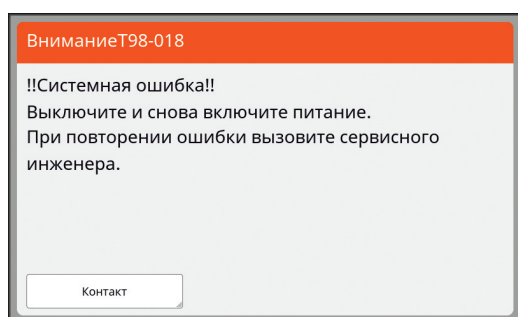 ВниманиеT98-018
!!Системная ошибка!!
Выключите и снова включите питание.
При повторении ошибки вызовите сервисного
инженера.
Контакт